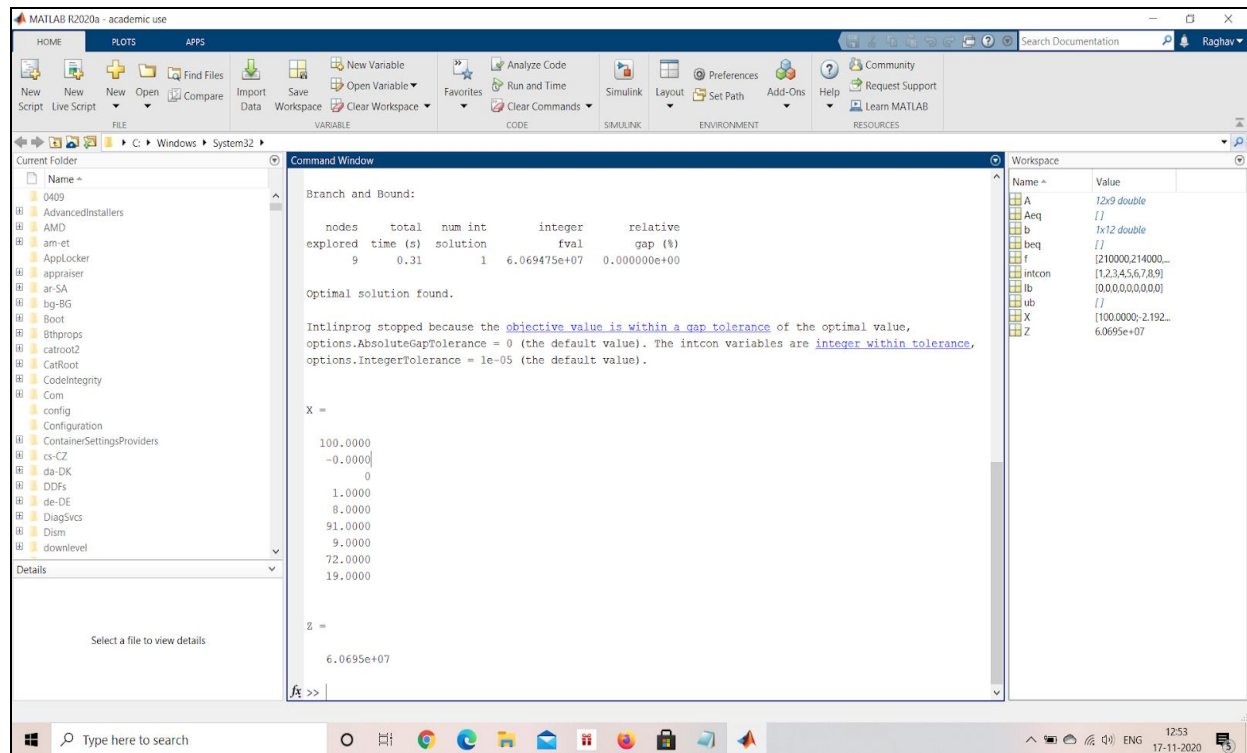 MATLAB R2020a - academic use
HOME PLOTS APPS
Search Documentation
Raghav
New Script
New Live Script
New
Open
Find Files
Compare
Import Data
Save Workspace
New Variable
Open Variable
Clear Workspace
Favorites
Analyze Code
Run and Time
Clear Commands
Simulink
Layout
Preferences
Set Path
Add-Ons
Help
Community
Request Support
Learn MATLAB
FILE VARIABLE CODE SIMULINK ENVIRONMENT RESOURCES
C: Windows System32
Current Folder
Name
0409
AdvancedInstallers
AMD
am-et
AppLocker
appraiser
ar-SA
bg-BG
Boot
Bthprops
catroot2
CatRoot
CodeIntegrity
Com
config
Configuration
ContainerSettingsProviders
cs-CZ
da-DK
DDFs
de-DE
DiagSvcs
Dism
downlevel
Details
Select a file to view details
Command Window
Branch and Bound:
nodes total num int integer relative
explored time (s) solution fval gap (%)
9 0.31 1 6.069475e+07 0.000000e+00
Optimal solution found.
Intlinprog stopped because the objective value is within a gap tolerance of the optimal value,
options.AbsoluteGapTolerance = 0 (the default value). The intcon variables are integer within tolerance,
options.IntegerTolerance = 1e-05 (the default value).
X =
100.0000
-0.0000
0
1.0000
8.0000
91.0000
9.0000
72.0000
19.0000
Z =
6.0695e+07
fx >>
Workspace
Name Value
A 12x9 double
Aeq []
b 1x12 double
beq []
f [210000,214000,...
intcon [1,2,3,4,5,6,7,8,9]
lb [0,0,0,0,0,0,0,0,0]
ub []
X [100.0000;-2.192...
Z 6.0695e+07
Type here to search
ENG
12:53
17-11-2020
5